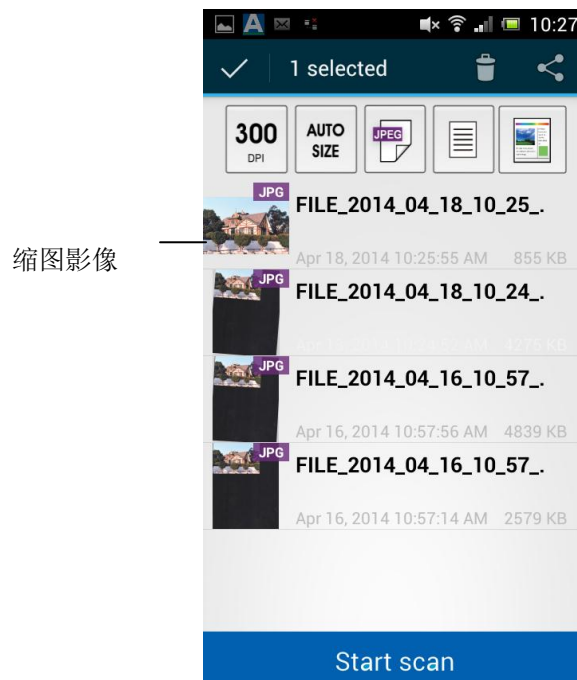 10:27
1 selected
300
DPI
AUTO
SIZE
JPEG
JPG
FILE_2014_04_18_10_25_.
Apr 18, 2014 10:25:55 AM 855 KB
缩图影像
JPG
FILE_2014_04_18_10_24_.
4275 KB
JPG
FILE_2014_04_16_10_57_.
Apr 16, 2014 10:57:56 AM 4839 KB
JPG
FILE_2014_04_16_10_57_.
Apr 16, 2014 10:57:14 AM 2579 KB
Start scan